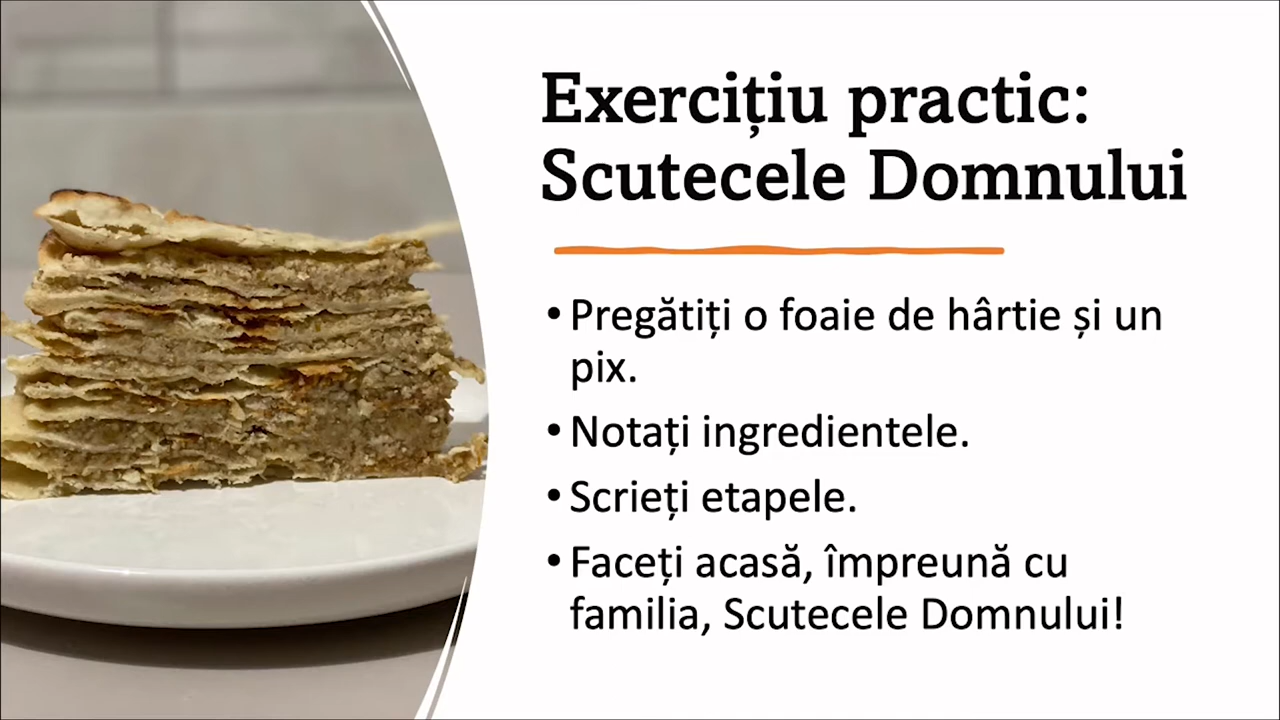 Exercițiu practic:
Scutecele Domnului
• Pregătiți o foaie de hârtie și un
pix.
• Notați ingredientele.
• Scrieți etapele.
• Faceți acasă, împreună cu
familia, Scutecele Domnului!